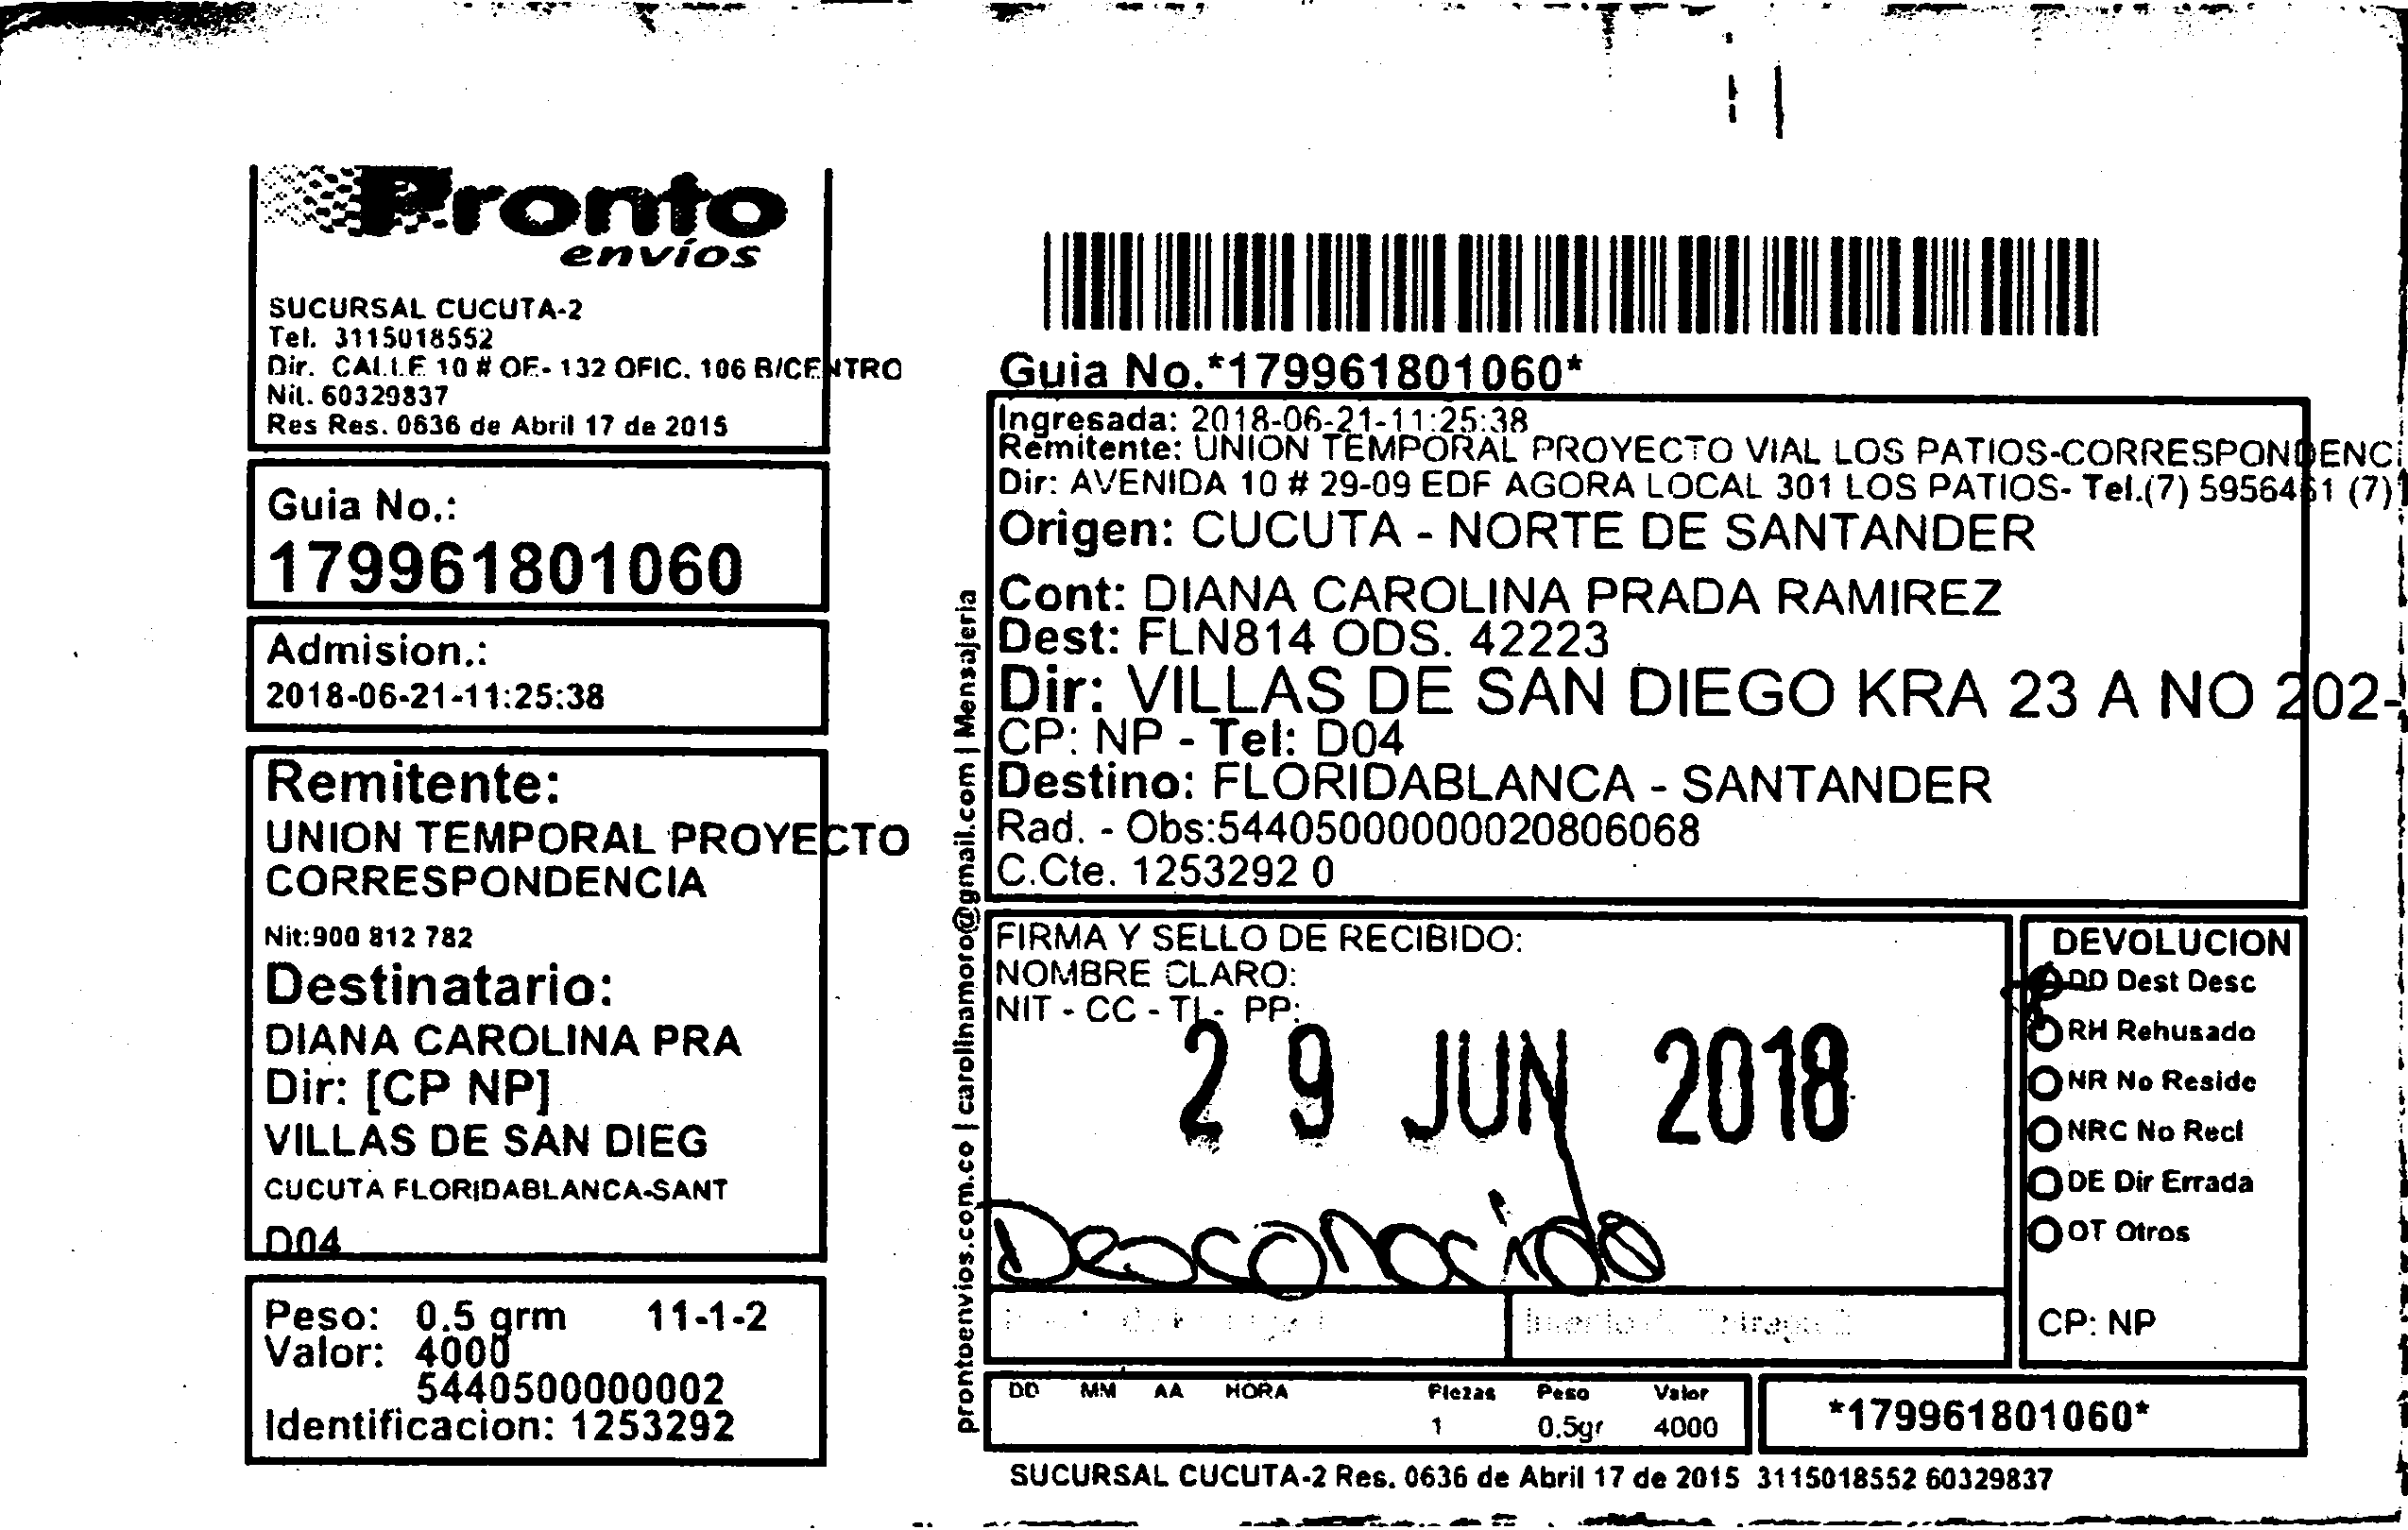 Pronto
envíos
SUCURSAL CUCUTA-2
Tel. 3115018552
Dir. CALLE 10 # OE- 132 OFIC. 106 B/CENTRO
Nit. 60329837
Res Res. 0636 de Abril 17 de 2015
Guia No.:
179961801060
Admision.:
2018-06-21-11:25:38
Remitente:
UNION TEMPORAL PROYECTO
CORRESPONDENCIA
Nit:900 812 782
Destinatario:
DIANA CAROLINA PRA
Dir: [CP NP]
VILLAS DE SAN DIEG
CUCUTA FLORIDABLANCA-SANT
D04
Peso: 0.5 grm 11-1-2
Valor: 4000
5440500000002
Identificacion: 1253292
prontoenvios.com.co | carolinamoro@gmail.com | Mensajeria
Guia No.*179961801060*
Ingresada: 2018-06-21-11:25:38
Remitente: UNION TEMPORAL PROYECTO VIAL LOS PATIOS-CORRESPONDENCI
Dir: AVENIDA 10 # 29-09 EDF AGORA LOCAL 301 LOS PATIOS- Tel.(7) 5956461 (7)
Origen: CUCUTA - NORTE DE SANTANDER
Cont: DIANA CAROLINA PRADA RAMIREZ
Dest: FLN814 ODS. 42223
Dir: VILLAS DE SAN DIEGO KRA 23 A NO 202-
CP: NP - Tel: D04
Destino: FLORIDABLANCA - SANTANDER
Rad. - Obs:54405000000020806068
C.Cte. 1253292 0
FIRMA Y SELLO DE RECIBIDO:
NOMBRE CLARO:
NIT - CC - TI - PP:
29 JUN 2018
Desconocido
DEVOLUCION
DD Dest Desc
RH Rehusado
NR No Reside
NRC No Recl
DE Dir Errada
OT Otros
CP: NP
DD MM AA HORA Piezas Peso Valor
1 0.5gr 4000
*179961801060*
SUCURSAL CUCUTA-2 Res. 0636 de Abril 17 de 2015 3115018552 60329837